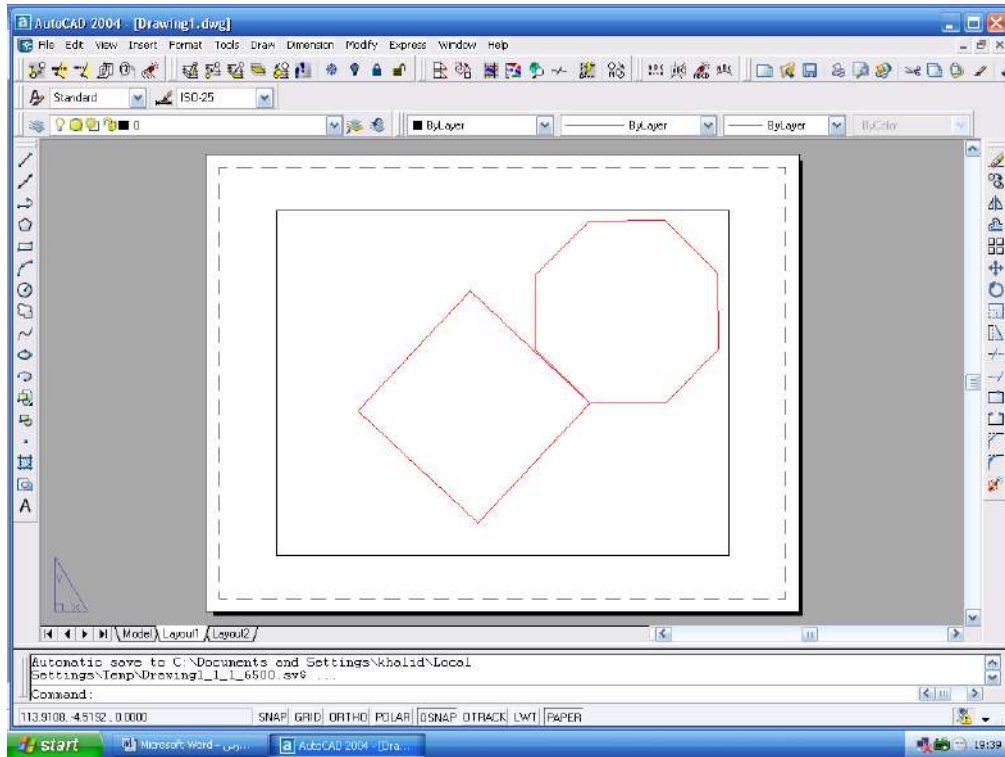 AutoCAD 2004 - [Drawing1.dwg]
File Edit View Insert Format Tools Draw Dimension Modify Express Window Help
Standard ISO-25
0 ByLayer ByLayer ByLayer ByColor
A
Model Layout1 Layout2
Automatic save to C:\Documents and Settings\khalid\Local
Settings\Temp\Drawing1_1_1_6500.sv$ ...
Command:
113.9108, -4.5192, 0.0000 SNAP GRID ORTHO POLAR OSNAP OTRACK LWT PAPER
start Microsoft Word - ...درس AutoCAD 2004 - [Dra... 19:39